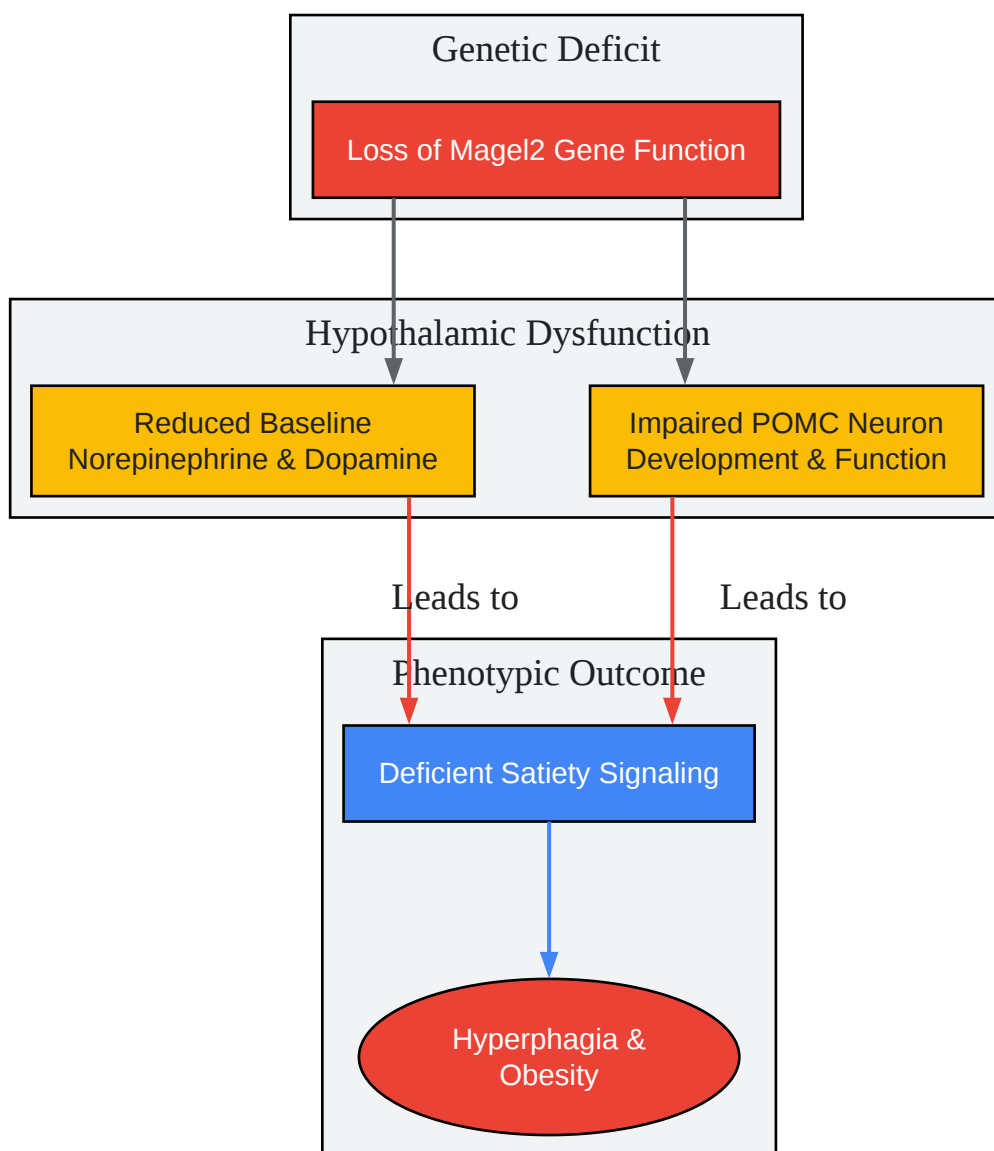 Genetic Deficit
Loss of Magel2 Gene Function
Hypothalamic Dysfunction
Reduced Baseline
Norepinephrine & Dopamine
Impaired POMC Neuron
Development & Function
Leads to
Leads to
Phenotypic Outcome
Deficient Satiety Signaling
Hyperphagia &
Obesity